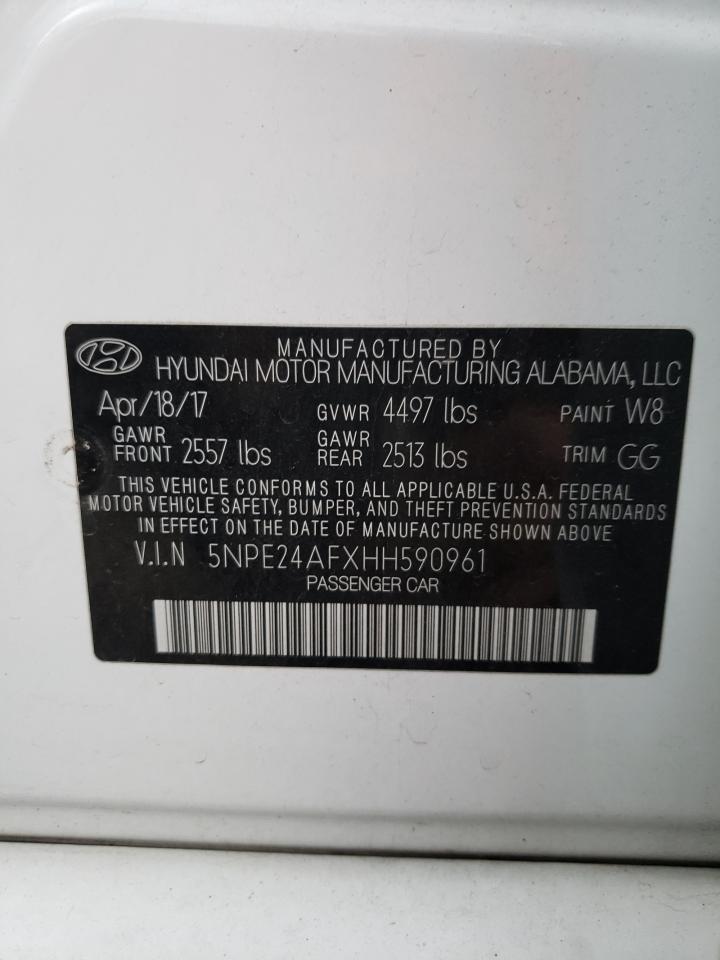 MANUFACTURED BY
HYUNDAI MOTOR MANUFACTURING ALABAMA, LLC
Apr/18/17 GVWR 4497 lbs PAINT W8
GAWR FRONT 2557 lbs GAWR REAR 2513 lbs TRIM GG
THIS VEHICLE CONFORMS TO ALL APPLICABLE U.S.A. FEDERAL
MOTOR VEHICLE SAFETY, BUMPER, AND THEFT PREVENTION STANDARDS
IN EFFECT ON THE DATE OF MANUFACTURE SHOWN ABOVE
V.I.N 5NPE24AFXHH590961
PASSENGER CAR